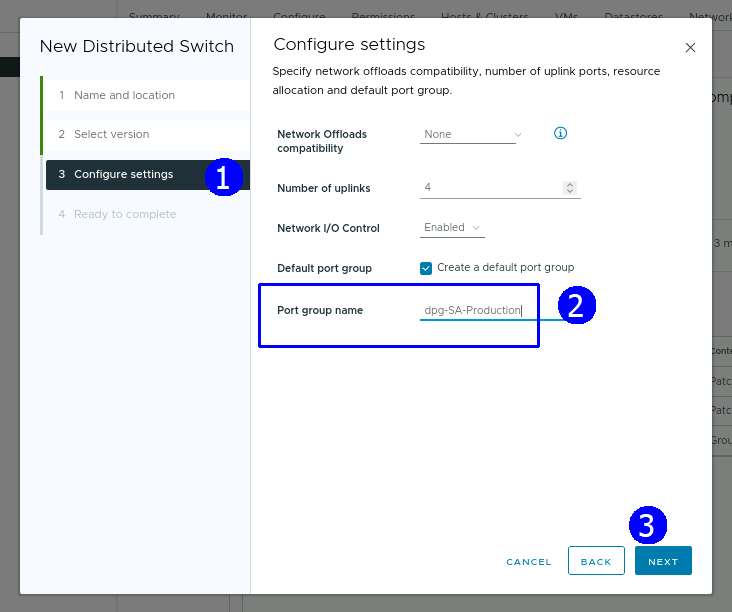 Summary Monitor Configure Permissions Hosts & Clusters VMs Datastores
New Distributed Switch
1 Name and location
2 Select version
3 Configure settings
1
4 Ready to complete
Configure settings
Specify network offloads compatibility, number of uplink ports, resource
allocation and default port group.
Network Offloads
compatibility
None
Number of uplinks
4
Network I/O Control
Enabled
Default port group
Create a default port group
Port group name
dpg-SA-Production
2
3 m
3
CANCEL
BACK
NEXT